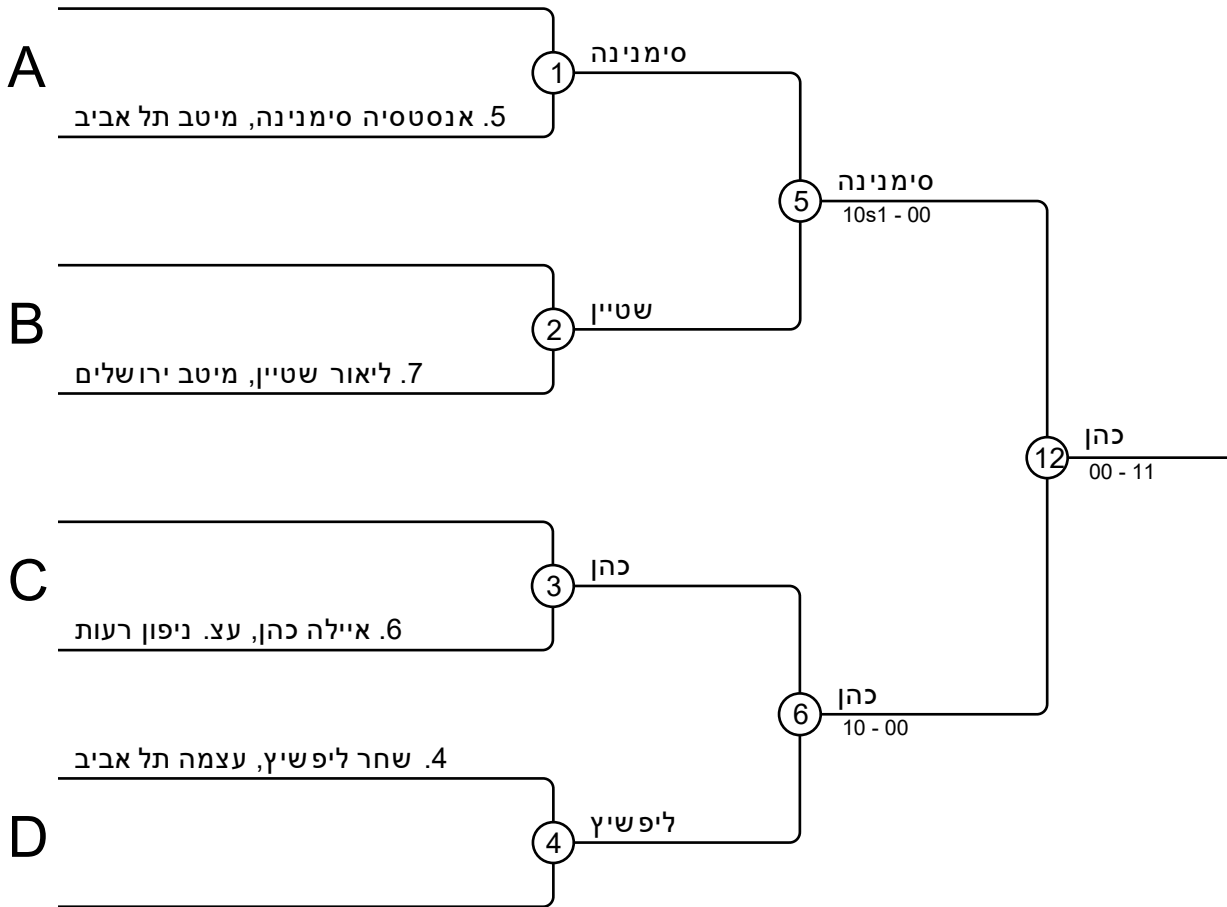 A
1
סימנינה
5. אנסטסיה סימנינה, מיטב תל אביב
5
סימנינה
10s1 - 00
B
2
שטיין
7. ליאור שטיין, מיטב ירושלים
12
כהן
00 - 11
C
3
כהן
6. איילה כהן, עצ. ניפון רעות
6
כהן
10 - 00
4. שחר ליפשיץ, עצמה תל אביב
D
4
ליפשיץ